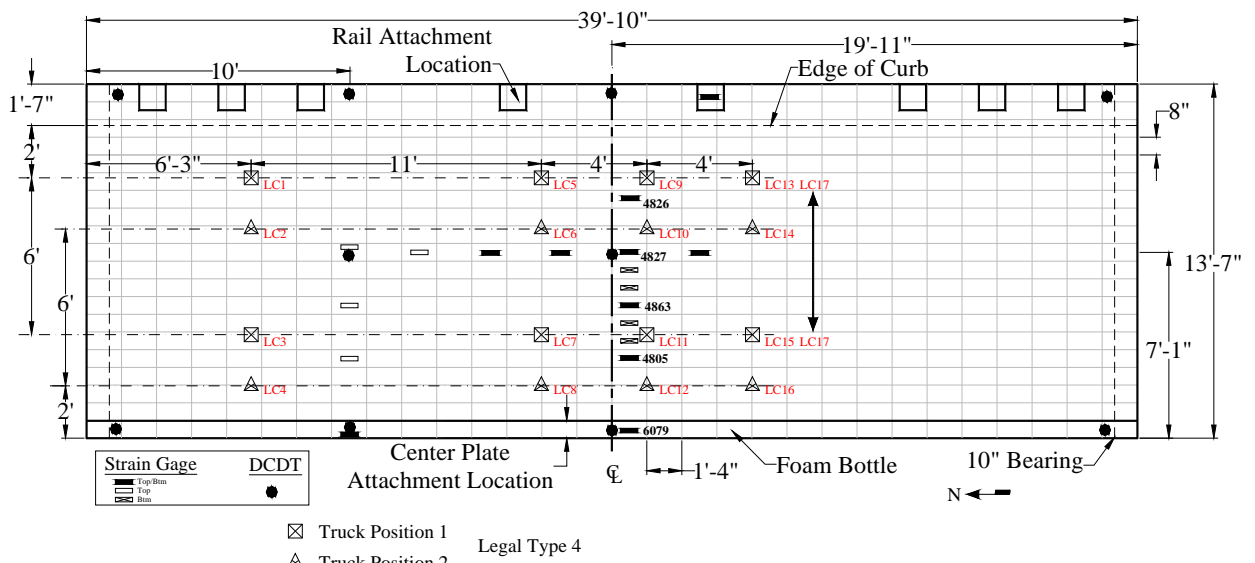 39'-10"
Rail Attachment
Location
19'-11"
10'
Edge of Curb
1'-7"
8"
2'
6'-3"
11'
4'
4'
LC1
LC5
LC9
LC13 LC17
4826
LC2
LC6
LC10
LC14
6'
4827
13'-7"
6'
4863
LC3
LC7
LC11
LC15 LC17
7'-1"
4805
LC4
LC8
LC12
LC16
2'
6079
Center Plate
Attachment Location
℄
1'-4"
Foam Bottle
10" Bearing
Strain Gage
DCDT
Top/Btm
Top
Btm
N
Truck Position 1
Legal Type 4
Truck Position 2